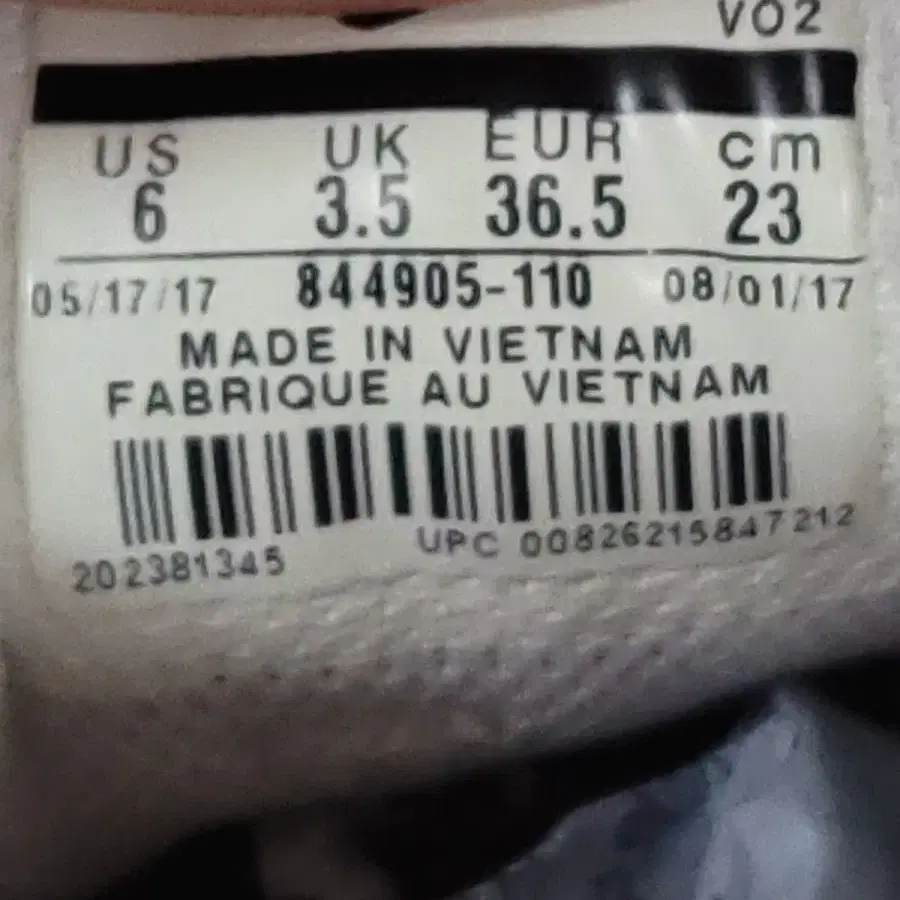 VO2
US UK EUR cm
6 3.5 36.5 23
05/17/17 844905-110 08/01/17
MADE IN VIETNAM
FABRIQUE AU VIETNAM
202381345 UPC 00826215847212